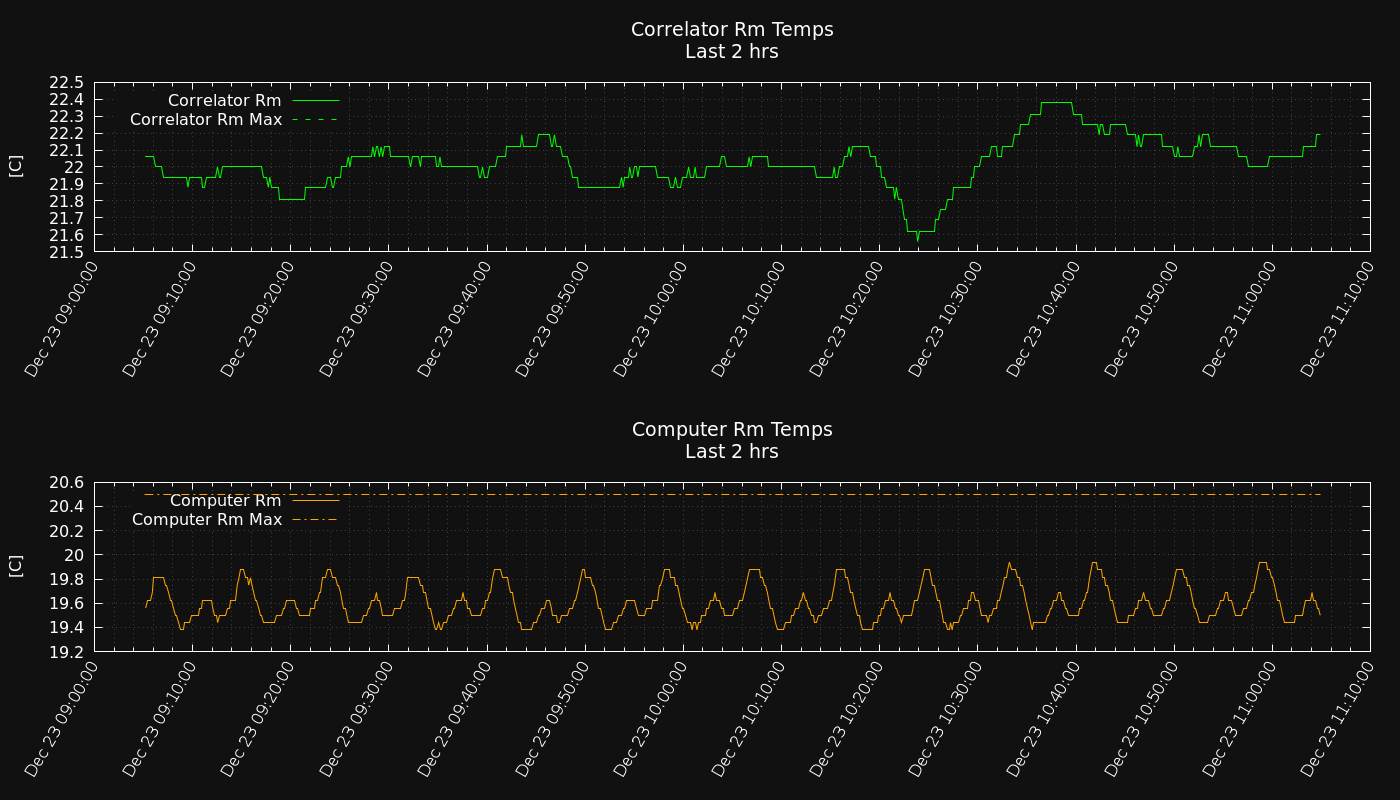 Correlator Rm Temps
Last 2 hrs
22.5
22.4
22.3
22.2
22.1
22
21.9
21.8
21.7
21.6
21.5
[C]
Correlator Rm
Correlator Rm Max
Dec 23 09:00:00
Dec 23 09:10:00
Dec 23 09:20:00
Dec 23 09:30:00
Dec 23 09:40:00
Dec 23 09:50:00
Dec 23 10:00:00
Dec 23 10:10:00
Dec 23 10:20:00
Dec 23 10:30:00
Dec 23 10:40:00
Dec 23 10:50:00
Dec 23 11:00:00
Dec 23 11:10:00
Computer Rm Temps
Last 2 hrs
20.6
20.4
20.2
20
19.8
19.6
19.4
19.2
[C]
Computer Rm
Computer Rm Max
Dec 23 09:00:00
Dec 23 09:10:00
Dec 23 09:20:00
Dec 23 09:30:00
Dec 23 09:40:00
Dec 23 09:50:00
Dec 23 10:00:00
Dec 23 10:10:00
Dec 23 10:20:00
Dec 23 10:30:00
Dec 23 10:40:00
Dec 23 10:50:00
Dec 23 11:00:00
Dec 23 11:10:00